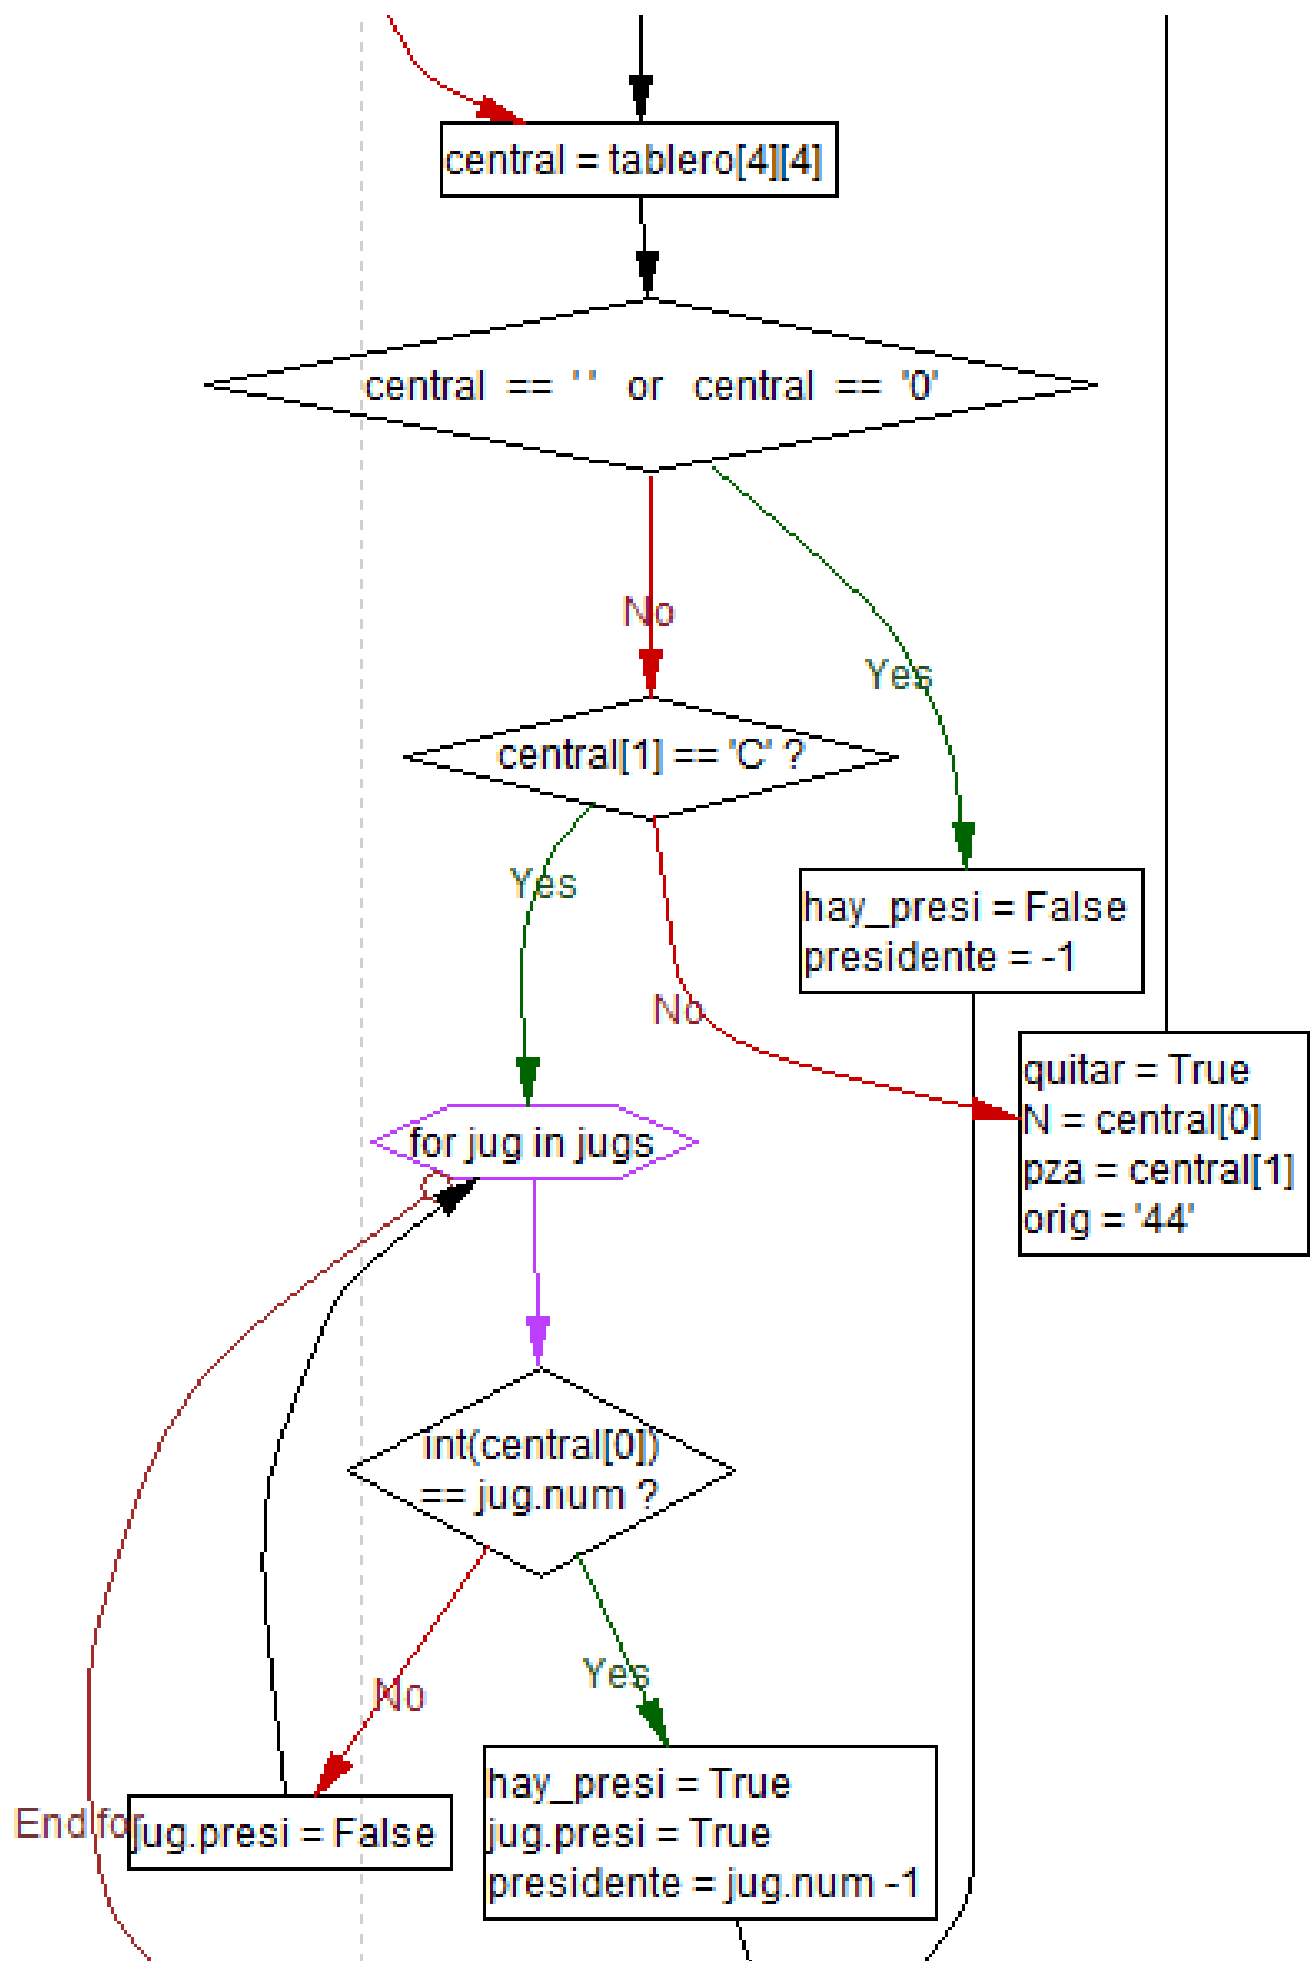 central = tablero[4][4]
central == ' ' or central == '0'
No
Yes
central[1] == 'C' ?
Yes
hay_presi = False
presidente = -1
No
quitar = True
N = central[0]
pza = central[1]
orig = '44'
for jug in jugs
int(central[0])
== jug.num ?
Yes
No
hay_presi = True
jug.presi = True
presidente = jug.num -1
End for
jug.presi = False